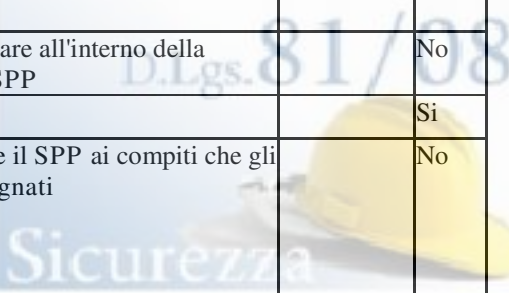 are all'interno della No
SPP
D.Lgs. 81/08
Si
e il SPP ai compiti che gli No
gnati
Sicurezza